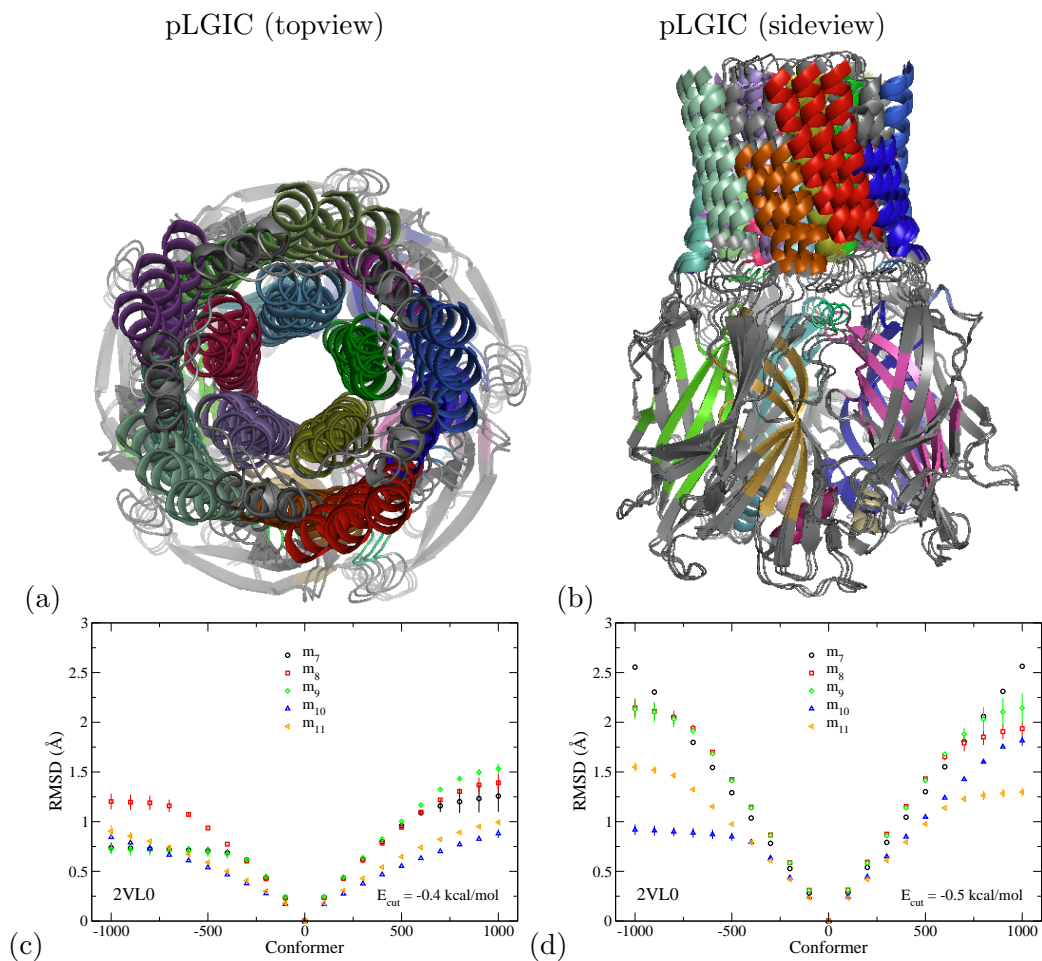 pLGIC (topview)
pLGIC (sideview)
(a)
(b)
3
2.5
2
1.5
1
0.5
0
RMSD (Å)
m7
m8
m9
m10
m11
2VL0
Ecut = -0.4 kcal/mol
-1000
-500
0
500
1000
Conformer
(c)
3
2.5
2
1.5
1
0.5
0
RMSD (Å)
m7
m8
m9
m10
m11
2VL0
Ecut = -0.5 kcal/mol
-1000
-500
0
500
1000
Conformer
(d)